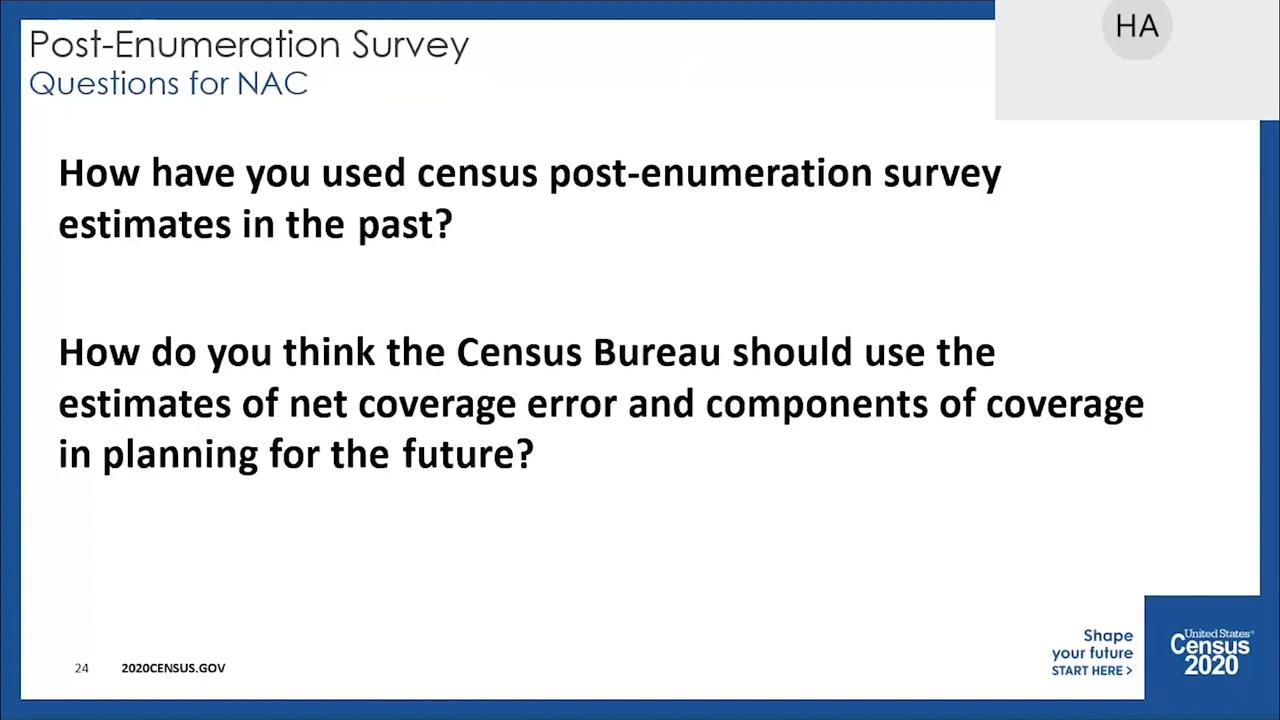 Post-Enumeration Survey
Questions for NAC
HA
How have you used census post-enumeration survey
estimates in the past?
How do you think the Census Bureau should use the
estimates of net coverage error and components of coverage
in planning for the future?
24
2020CENSUS.GOV
Shape
your future
START HERE >
United States®
Census
2020